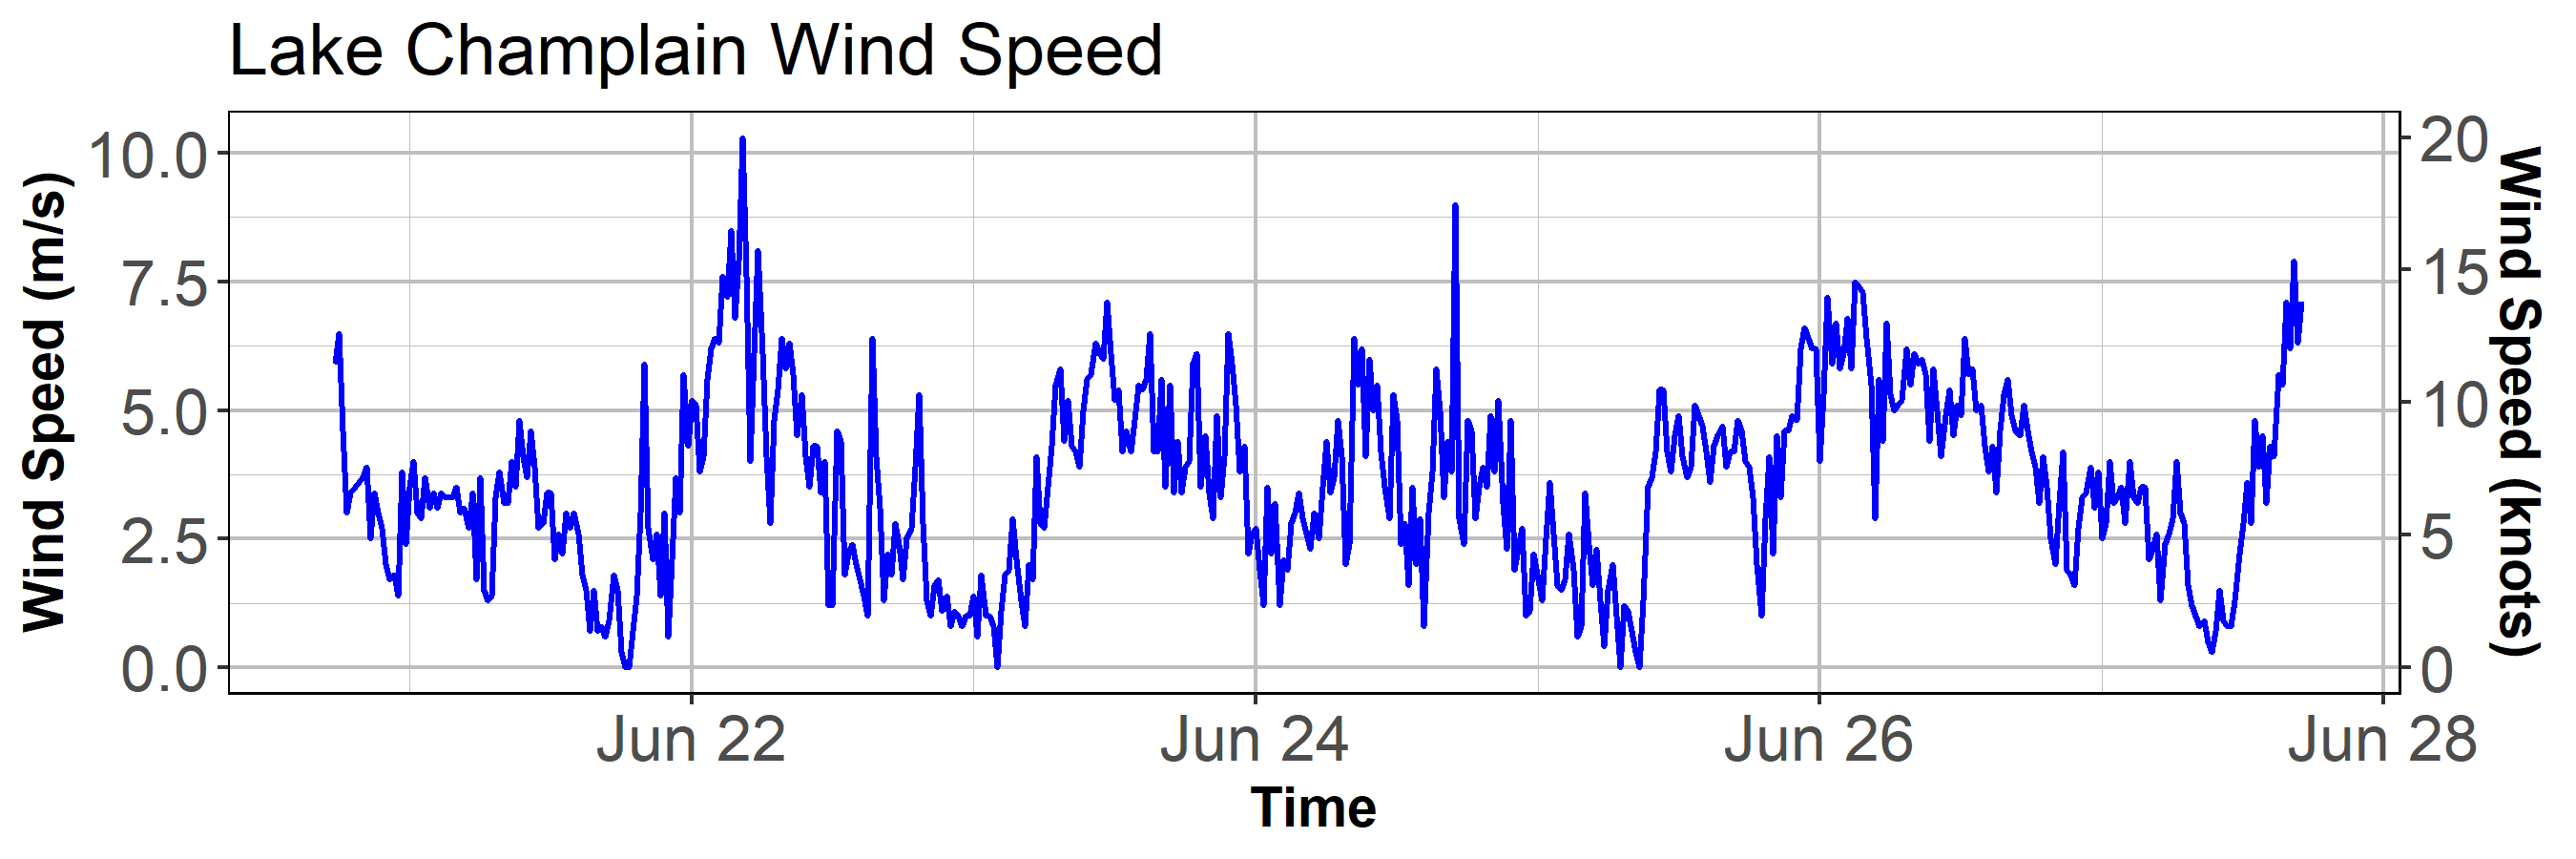 Lake Champlain Wind Speed
Wind Speed (m/s)
10.0
7.5
5.0
2.5
0.0
20
15
10
5
0
Wind Speed (knots)
Jun 22
Jun 24
Jun 26
Jun 28
Time